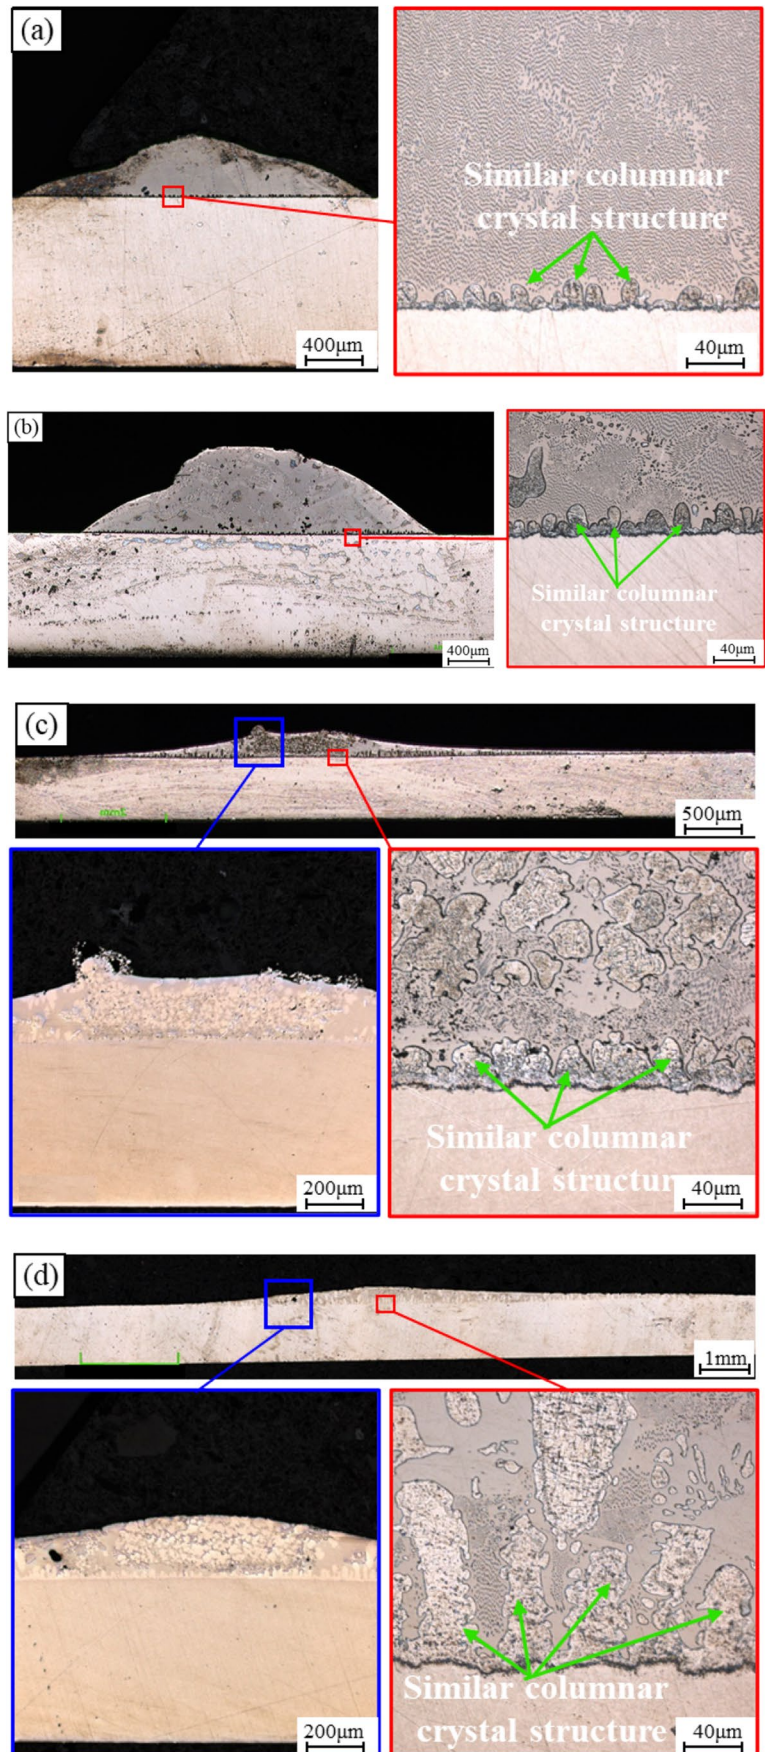 (a)
Similar columnar
crystal structure
400μm
40μm
(b)
Similar columnar
crystal structure
400μm
40μm
(c)
500μm
200μm
Similar columnar
crystal structur
40μm
(d)
1mm
200μm
Similar columnar
crystal structure
40μm